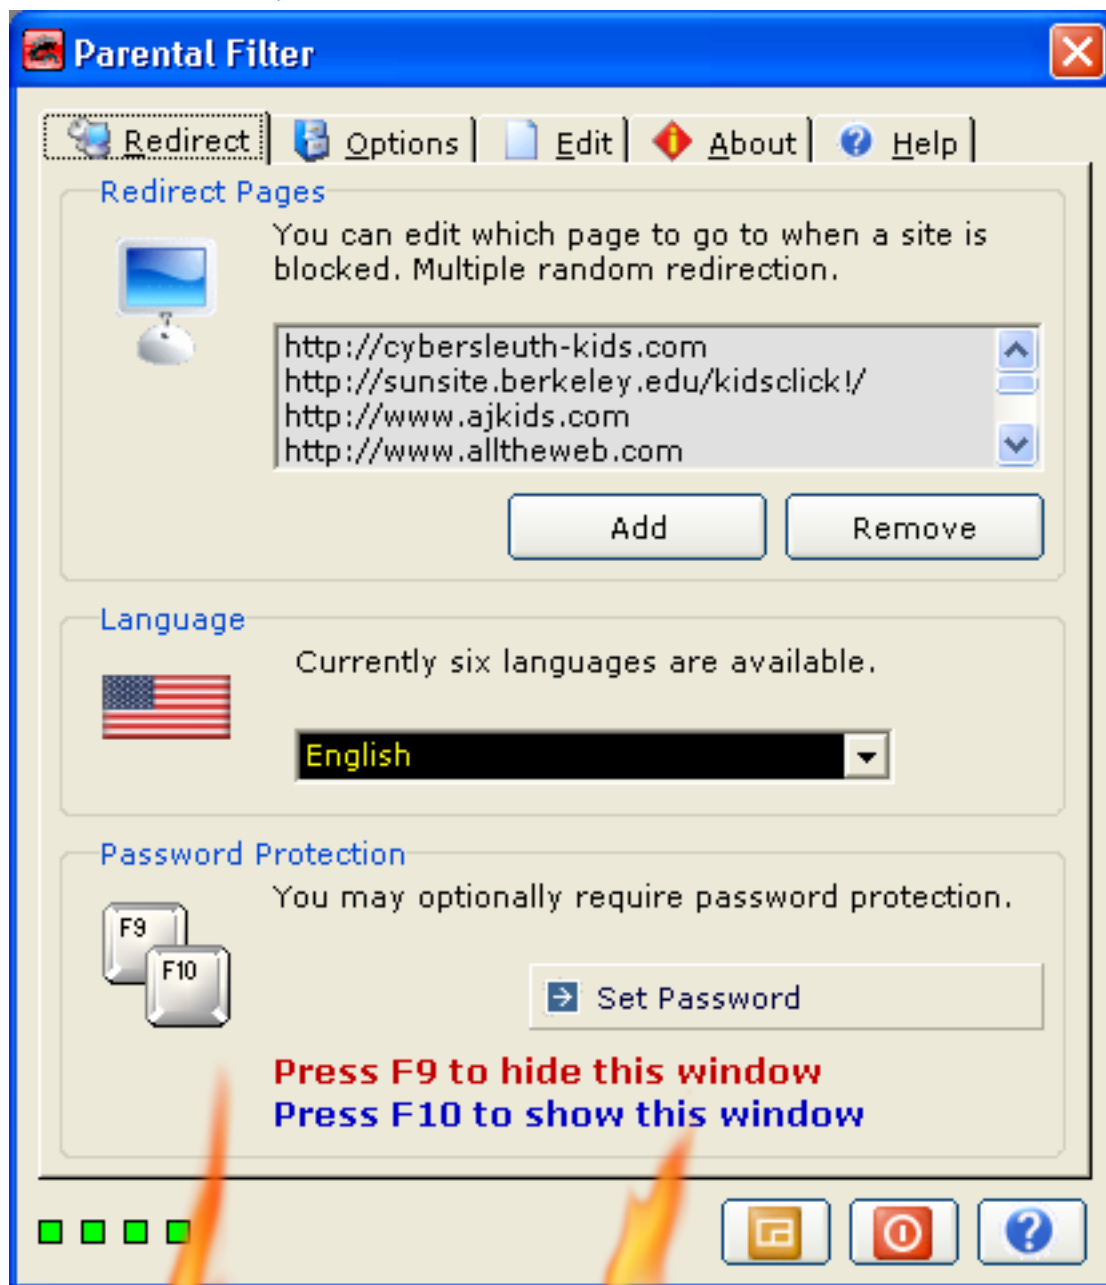 Parental Filter
Redirect
Options
Edit
About
Help
Redirect Pages
You can edit which page to go to when a site is
blocked. Multiple random redirection.
http://cybersleuth-kids.com
http://sunsite.berkeley.edu/kidsclick!/
http://www.ajkids.com
http://www.alltheweb.com
Add
Remove
Language
Currently six languages are available.
English
Password Protection
You may optionally require password protection.
F9
F10
Set Password
Press F9 to hide this window
Press F10 to show this window